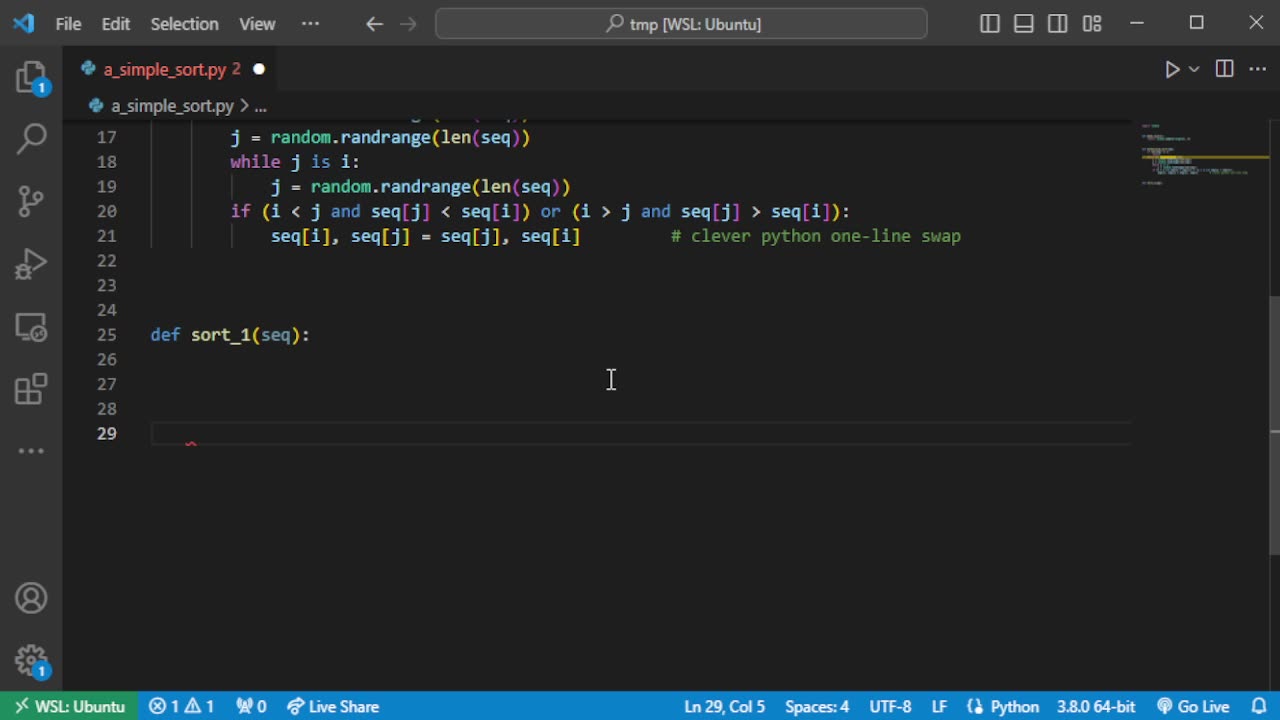 File Edit Selection View ··· tmp [WSL: Ubuntu]
a_simple_sort.py 2
a_simple_sort.py > ...
17 j = random.randrange(len(seq))
18 while j is i:
19 j = random.randrange(len(seq))
20 if (i < j and seq[j] < seq[i]) or (i > j and seq[j] > seq[i]):
21 seq[i], seq[j] = seq[j], seq[i] # clever python one-line swap
22
23
24
25 def sort_1(seq):
26
27
28
29
1
1
WSL: Ubuntu 1 1 0 Live Share Ln 29, Col 5 Spaces: 4 UTF-8 LF Python 3.8.0 64-bit Go Live